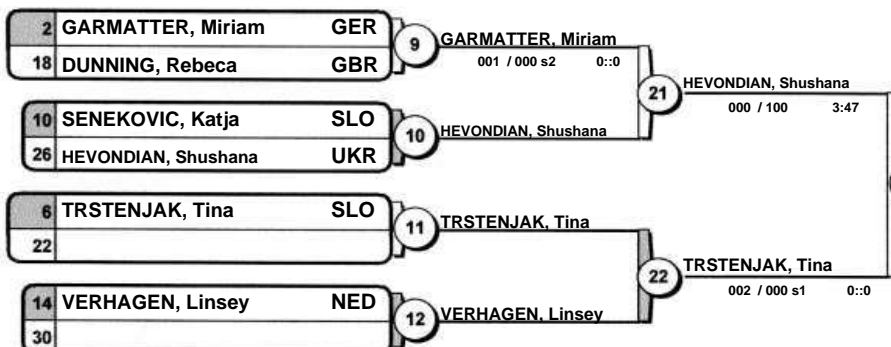 2 GARMATTER, Miriam GER
18 DUNNING, Rebeca GBR
9
GARMATTER, Miriam
001 / 000 s2 0::0
10 SENEKOVIC, Katja SLO
26 HEVONDIAN, Shushana UKR
10
HEVONDIAN, Shushana
21
HEVONDIAN, Shushana
000 / 100 3:47
6 TRSTENJAK, Tina SLO
22
11
TRSTENJAK, Tina
14 VERHAGEN, Linsey NED
30
12
VERHAGEN, Linsey
22
TRSTENJAK, Tina
002 / 000 s1 0::0